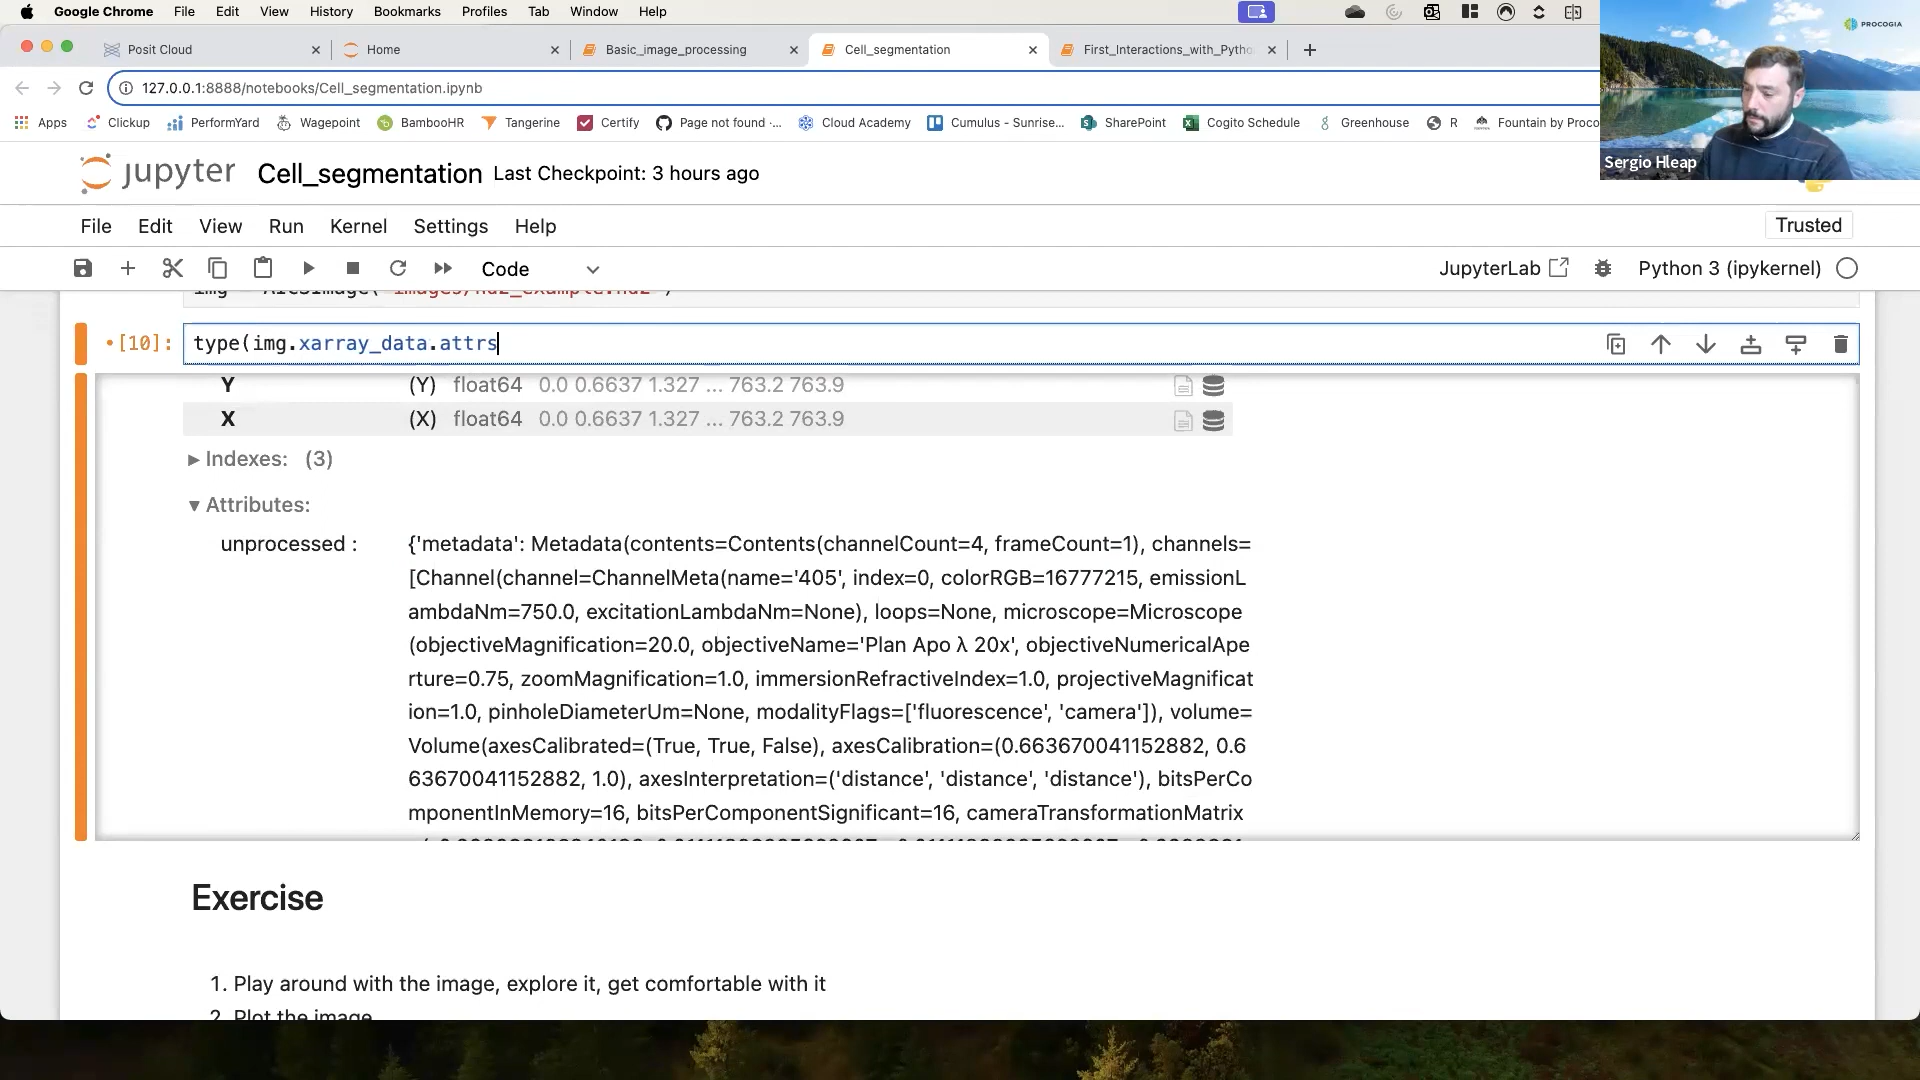 Google Chrome File Edit View History Bookmarks Profiles Tab Window Help
Posit Cloud Home Basic_image_processing Cell_segmentation First_Interactions_with_Pytho
PROCOGIA
127.0.0.1:8888/notebooks/Cell_segmentation.ipynb
Apps Clickup PerformYard Wagepoint BambooHR Tangerine Certify Page not found ·... Cloud Academy Cumulus - Sunrise... SharePoint Cogito Schedule Greenhouse R Fountain by Proco
Sergio Hleap
jupyter Cell_segmentation Last Checkpoint: 3 hours ago
File Edit View Run Kernel Settings Help Trusted
Code JupyterLab Python 3 (ipykernel)
•[10]: type(img.xarray_data.attrs
Y (Y) float64 0.0 0.6637 1.327 ... 763.2 763.9
X (X) float64 0.0 0.6637 1.327 ... 763.2 763.9
Indexes: (3)
Attributes:
unprocessed : {'metadata': Metadata(contents=Contents(channelCount=4, frameCount=1), channels=
[Channel(channel=ChannelMeta(name='405', index=0, colorRGB=16777215, emissionL
ambdaNm=750.0, excitationLambdaNm=None), loops=None, microscope=Microscope
(objectiveMagnification=20.0, objectiveName='Plan Apo λ 20x', objectiveNumericalApe
rture=0.75, zoomMagnification=1.0, immersionRefractiveIndex=1.0, projectiveMagnificat
ion=1.0, pinholeDiameterUm=None, modalityFlags=['fluorescence', 'camera']), volume=
Volume(axesCalibrated=(True, True, False), axesCalibration=(0.663670041152882, 0.6
63670041152882, 1.0), axesInterpretation=('distance', 'distance', 'distance'), bitsPerCo
mponentInMemory=16, bitsPerComponentSignificant=16, cameraTransformationMatrix
Exercise
1. Play around with the image, explore it, get comfortable with it
2. Plot the image